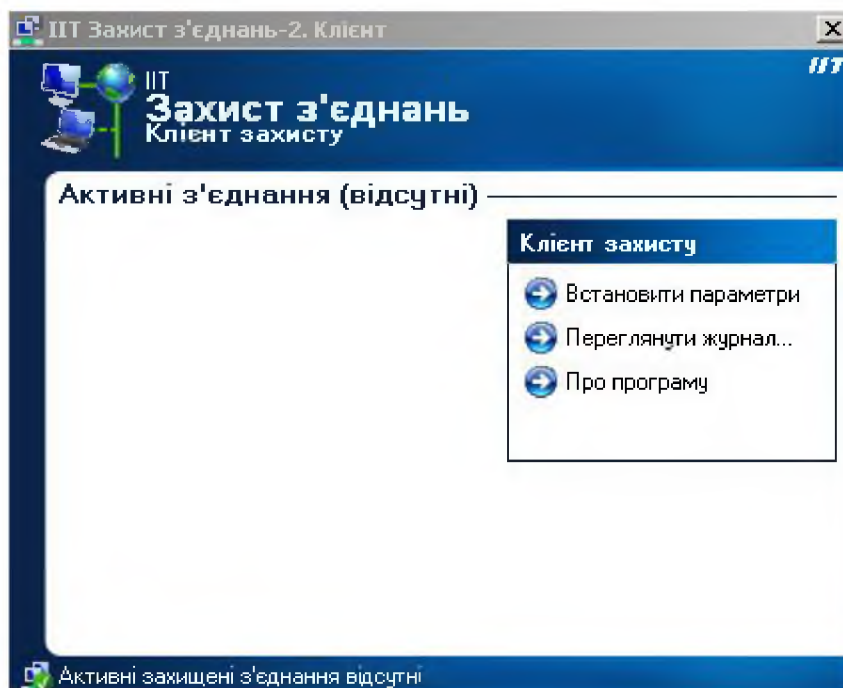 ІІТ Захист з'єднань-2. Клієнт
ІІТ
ІІТ
Захист з'єднань
Клієнт захисту
Активні з'єднання (відсутні)
Клієнт захисту
Встановити параметри
Переглянути журнал...
Про програму
Активні захищені з'єднання відсутні